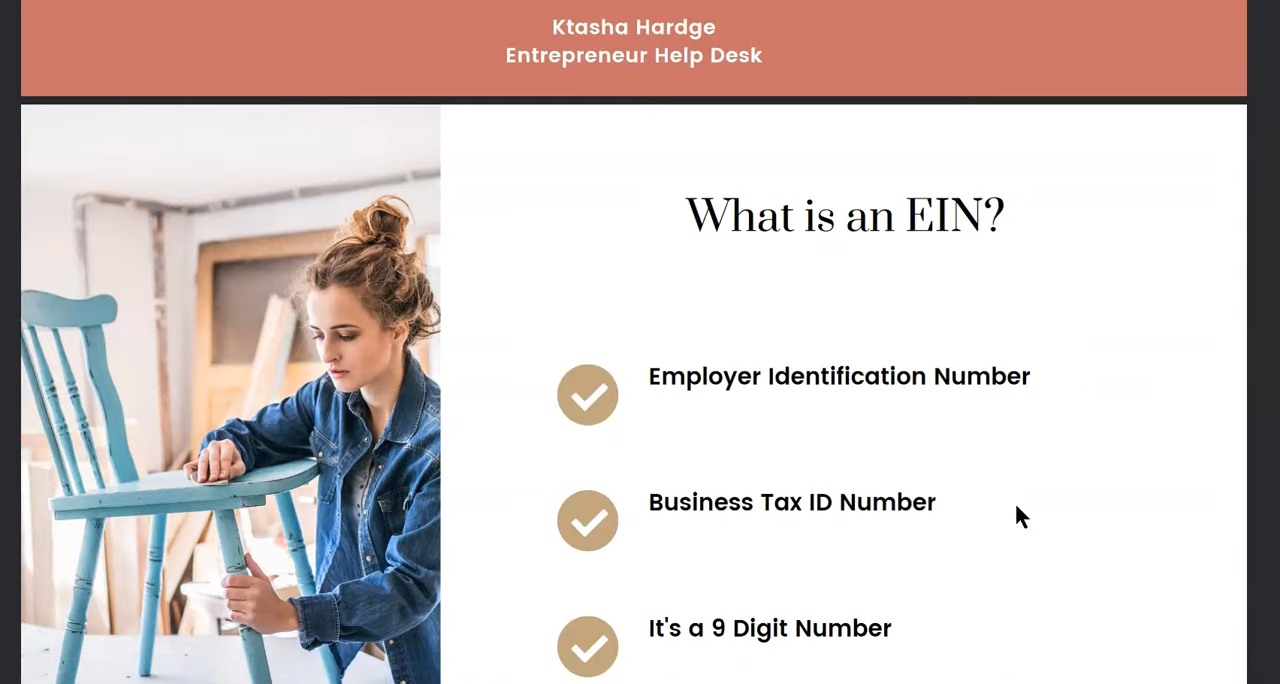 Ktasha Hardge
Entrepreneur Help Desk
What is an EIN?
Employer Identification Number
Business Tax ID Number
It's a 9 Digit Number